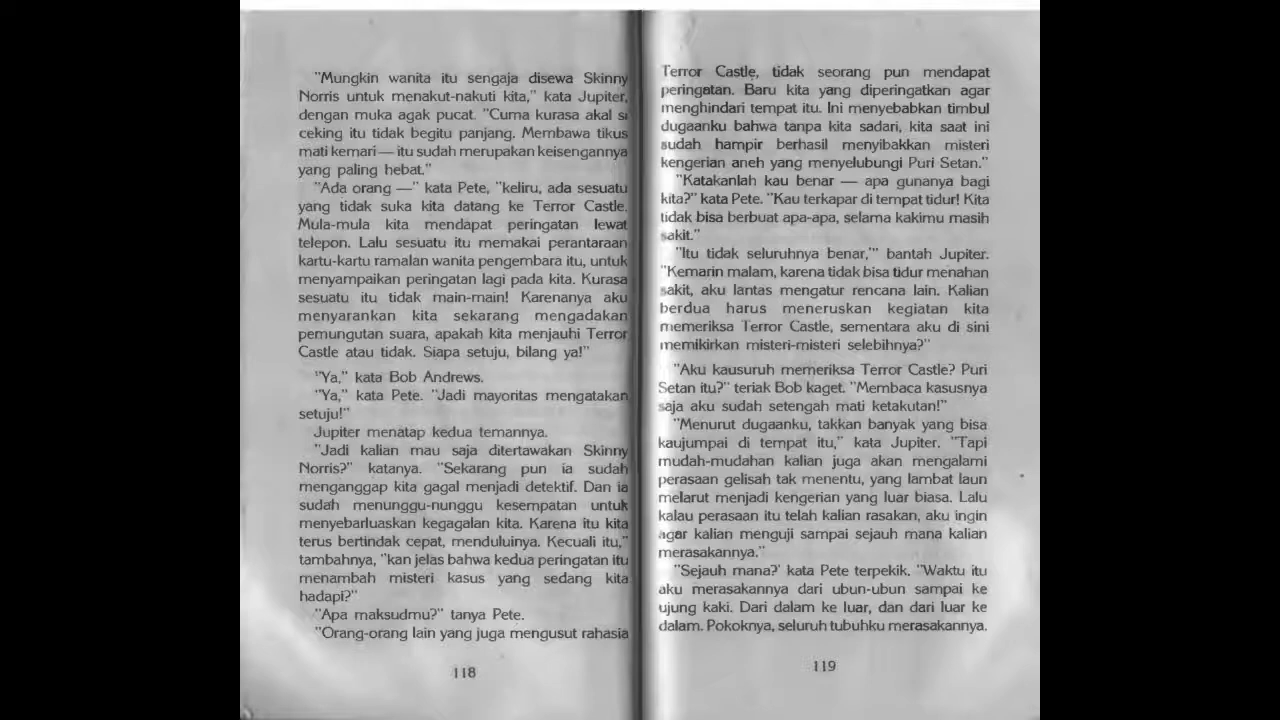 "Mungkin wanita itu sengaja disewa Skinny
Norris untuk menakut-nakuti kita," kata Jupiter,
dengan muka agak pucat. "Cuma kurasa akal si
ceking itu tidak begitu panjang. Membawa tikus
mati kemari — itu sudah merupakan keisengannya
yang paling hebat."
"Ada orang —" kata Pete, "keliru, ada sesuatu
yang tidak suka kita datang ke Terror Castle.
Mula-mula kita mendapat peringatan lewat
telepon. Lalu sesuatu itu memakai perantaraan
kartu-kartu ramalan wanita pengembara itu, untuk
menyampaikan peringatan lagi pada kita. Kurasa
sesuatu itu tidak main-main! Karenanya aku
menyarankan kita sekarang mengadakan
pemungutan suara, apakah kita menjauhi Terror
Castle atau tidak. Siapa setuju, bilang ya!"
"Ya," kata Bob Andrews.
"Ya," kata Pete. "Jadi mayoritas mengatakan
setuju!"
Jupiter menatap kedua temannya.
"Jadi kalian mau saja ditertawakan Skinny
Norris?" katanya. "Sekarang pun ia sudah
menganggap kita gagal menjadi detektif. Dan ia
sudah menunggu-nunggu kesempatan untuk
menyebarluaskan kegagalan kita. Karena itu kita
terus bertindak cepat, menduluinya. Kecuali itu,"
tambahnya, "kan jelas bahwa kedua peringatan itu
menambah misteri kasus yang sedang kita
hadapi?"
"Apa maksudmu?" tanya Pete.
"Orang-orang lain yang juga mengusut rahasia
118
Terror Castle, tidak seorang pun mendapat
peringatan. Baru kita yang diperingatkan agar
menghindari tempat itu. Ini menyebabkan timbul
dugaanku bahwa tanpa kita sadari, kita saat ini
sudah hampir berhasil menyibakkan misteri
kengerian aneh yang menyelubungi Puri Setan."
"Katakanlah kau benar — apa gunanya bagi
kita?" kata Pete. "Kau terkapar di tempat tidur! Kita
tidak bisa berbuat apa-apa, selama kakimu masih
sakit."
"Itu tidak seluruhnya benar,'" bantah Jupiter.
"Kemarin malam, karena tidak bisa tidur menahan
sakit, aku lantas mengatur rencana lain. Kalian
berdua harus meneruskan kegiatan kita
memeriksa Terror Castle, sementara aku di sini
memikirkan misteri-misteri selebihnya?"
"Aku kausuruh memeriksa Terror Castle? Puri
Setan itu?" teriak Bob kaget. "Membaca kasusnya
saja aku sudah setengah mati ketakutan!"
"Menurut dugaanku, takkan banyak yang bisa
kaujumpai di tempat itu," kata Jupiter. "Tapi
mudah-mudahan kalian juga akan mengalami
perasaan gelisah tak menentu, yang lambat laun
melarut menjadi kengerian yang luar biasa. Lalu
kalau perasaan itu telah kalian rasakan, aku ingin
agar kalian menguji sampai sejauh mana kalian
merasakannya."
"Sejauh mana?' kata Pete terpekik. "Waktu itu
aku merasakannya dari ubun-ubun sampai ke
ujung kaki. Dari dalam ke luar, dan dari luar ke
dalam. Pokoknya, seluruh tubuhku merasakannya.
119